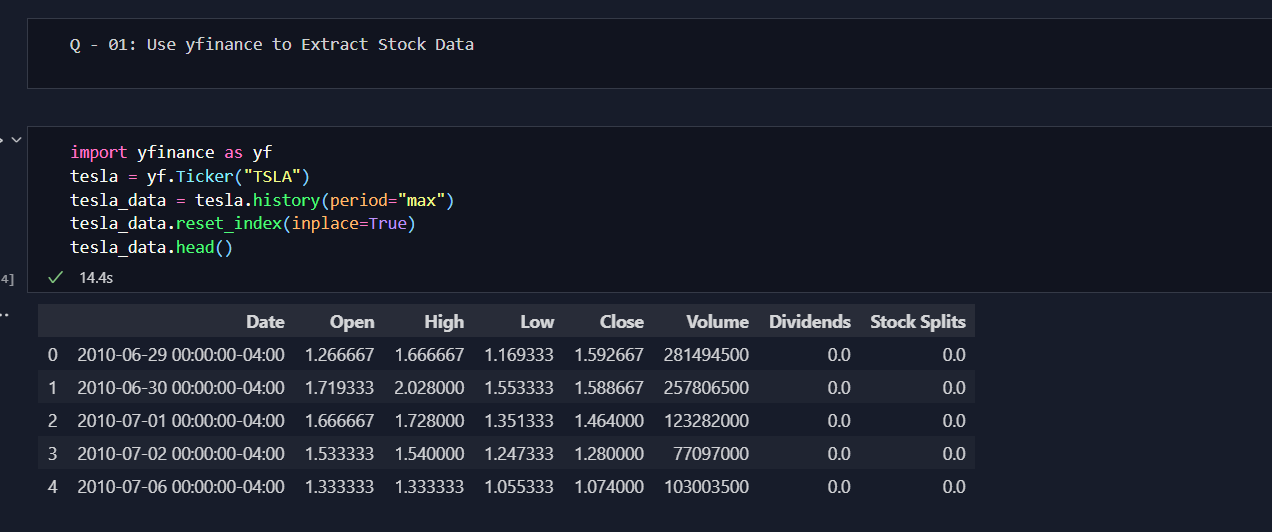 Q - 01: Use yfinance to Extract Stock Data
import yfinance as yf
tesla = yf.Ticker("TSLA")
tesla_data = tesla.history(period="max")
tesla_data.reset_index(inplace=True)
tesla_data.head()
4]
14.4s
Date Open High Low Close Volume Dividends Stock Splits
0 2010-06-29 00:00:00-04:00 1.266667 1.666667 1.169333 1.592667 281494500 0.0 0.0
1 2010-06-30 00:00:00-04:00 1.719333 2.028000 1.553333 1.588667 257806500 0.0 0.0
2 2010-07-01 00:00:00-04:00 1.666667 1.728000 1.351333 1.464000 123282000 0.0 0.0
3 2010-07-02 00:00:00-04:00 1.533333 1.540000 1.247333 1.280000 77097000 0.0 0.0
4 2010-07-06 00:00:00-04:00 1.333333 1.333333 1.055333 1.074000 103003500 0.0 0.0